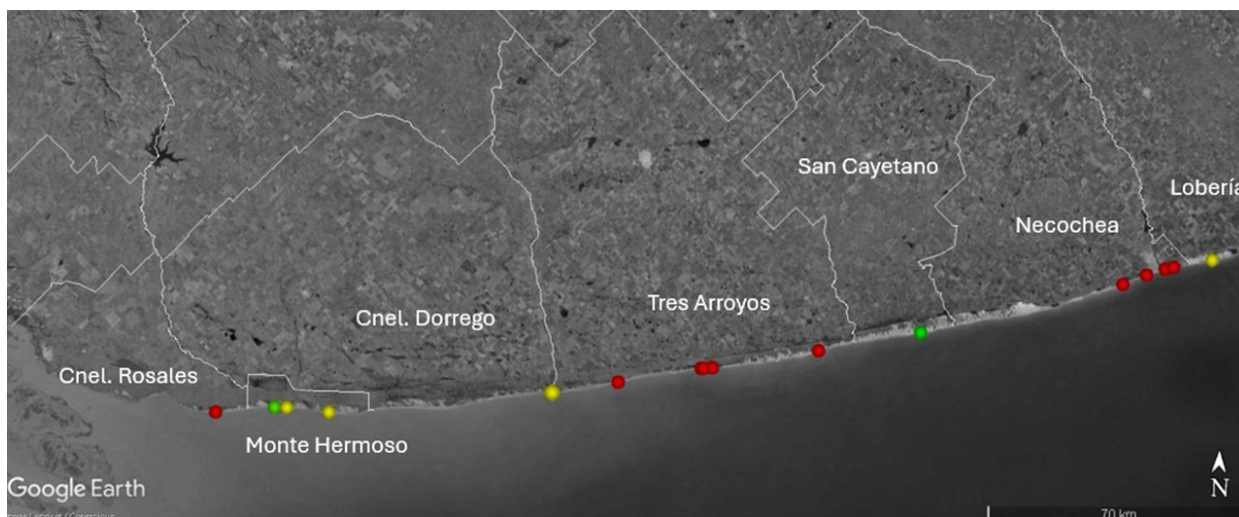 San Cayetano
Lobería
Necochea
Tres Arroyos
Cnel. Dorrego
Cnel. Rosales
Monte Hermoso
Google Earth
N
70 km